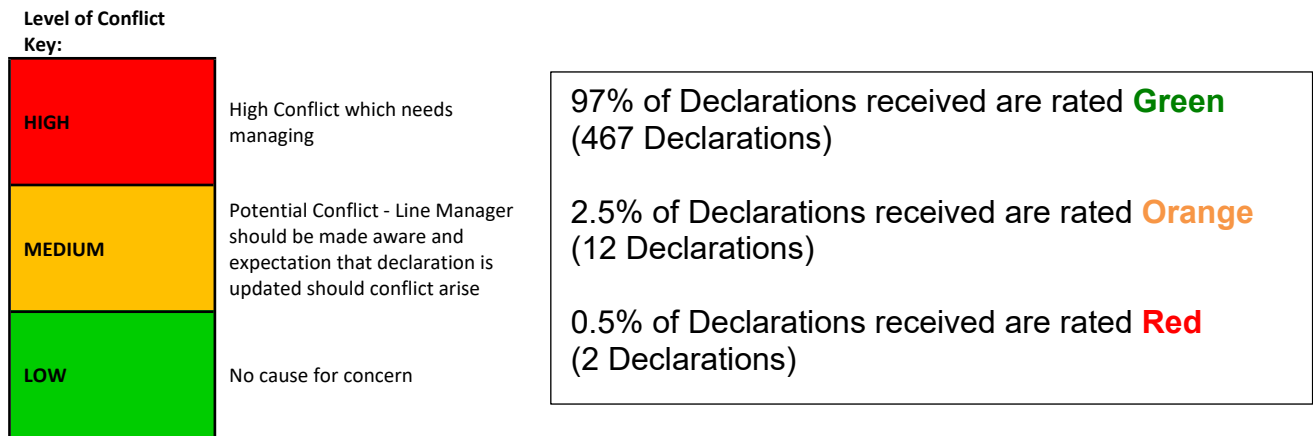 Level of Conflict
Key:
HIGH
High Conflict which needs
managing
MEDIUM
Potential Conflict - Line Manager
should be made aware and
expectation that declaration is
updated should conflict arise
LOW
No cause for concern
97% of Declarations received are rated Green
(467 Declarations)
2.5% of Declarations received are rated Orange
(12 Declarations)
0.5% of Declarations received are rated Red
(2 Declarations)